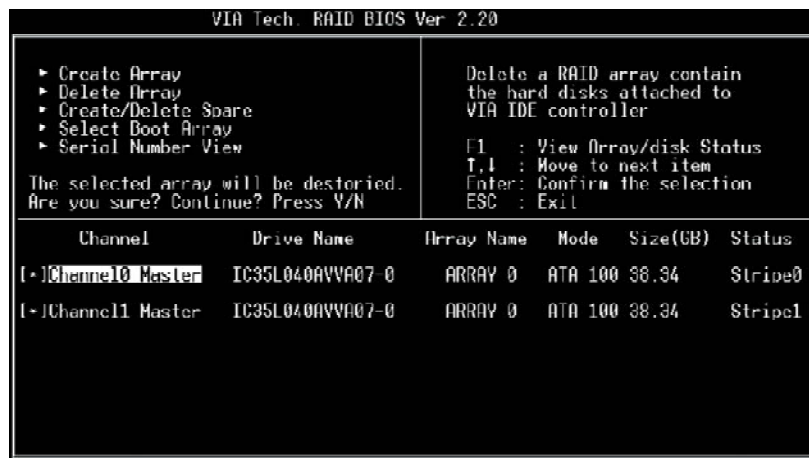 VIA Tech. RAID BIOS Ver 2.20
► Create Array
► Delete Array
► Create/Delete Spare
► Select Boot Array
► Serial Number View
The selected array will be destoried.
Are you sure? Continue? Press Y/N
Delete a RAID array contain
the hard disks attached to
VIA IDE controller
F1 : View Array/disk Status
↑,↓ : Move to next item
Enter: Confirm the selection
ESC : Exit
Channel Drive Name Array Name Mode Size(GB) Status
[*]Channel0 Master IC35L040AVVA07-0 ARRAY 0 ATA 100 38.34 Stripe0
[*]Channel1 Master IC35L040AVVA07-0 ARRAY 0 ATA 100 38.34 Stripe1